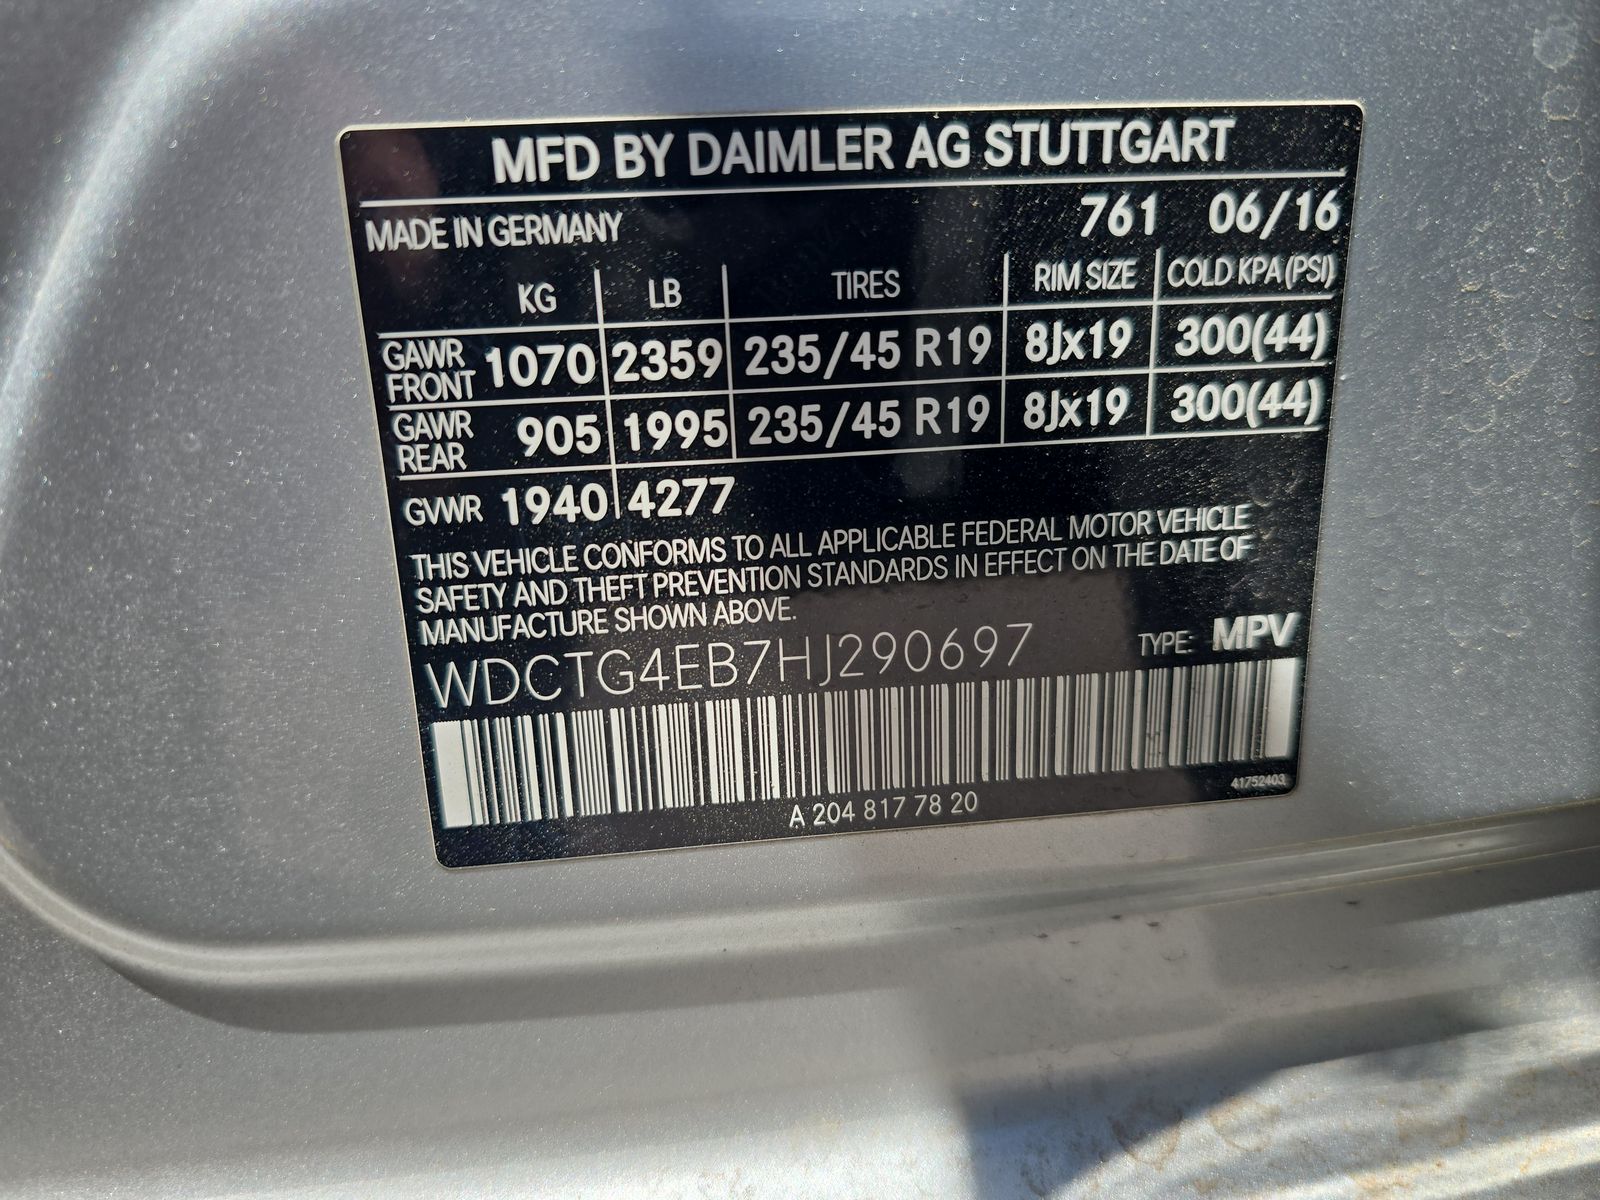 MFD BY DAIMLER AG STUTTGART
MADE IN GERMANY 761 06/16
KG LB TIRES RIM SIZE COLD KPA(PSI)
GAWR FRONT 1070 2359 235/45 R19 8Jx19 300(44)
GAWR REAR 905 1995 235/45 R19 8Jx19 300(44)
GVWR 1940 4277
THIS VEHICLE CONFORMS TO ALL APPLICABLE FEDERAL MOTOR VEHICLE
SAFETY AND THEFT PREVENTION STANDARDS IN EFFECT ON THE DATE OF
MANUFACTURE SHOWN ABOVE.
WDCTG4EB7HJ290697 TYPE: MPV
41752403
A 204 817 78 20